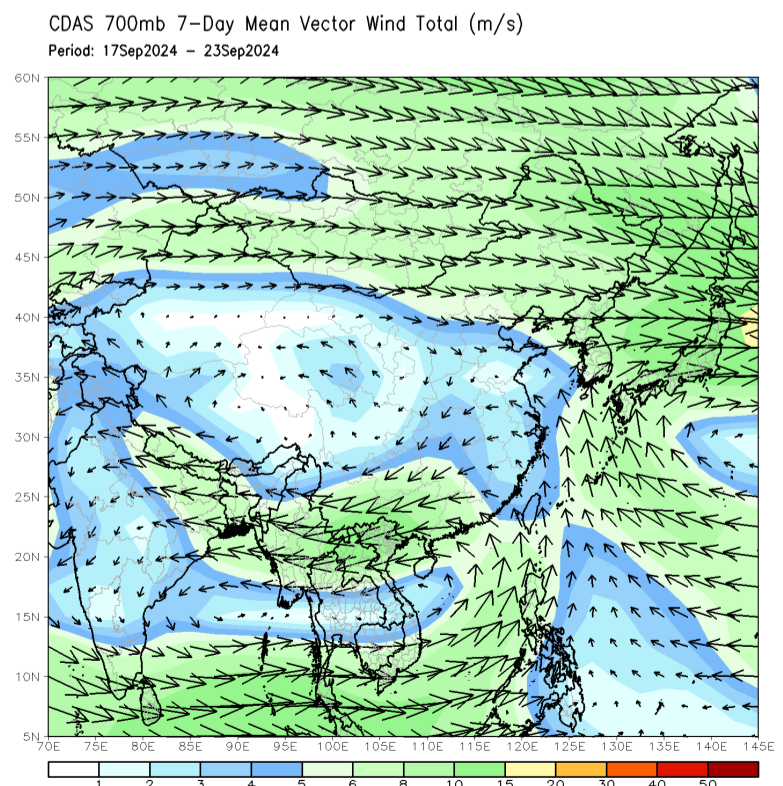 CDAS 700mb 7-Day Mean Vector Wind Total (m/s)
Period: 17Sep2024 - 23Sep2024
60N
55N
50N
45N
40N
35N
30N
25N
20N
15N
10N
5N
70E 75E 80E 85E 90E 95E 100E 105E 110E 115E 120E 125E 130E 135E 140E 145E
1 2 3 4 5 6 8 10 15 20 30 40 50